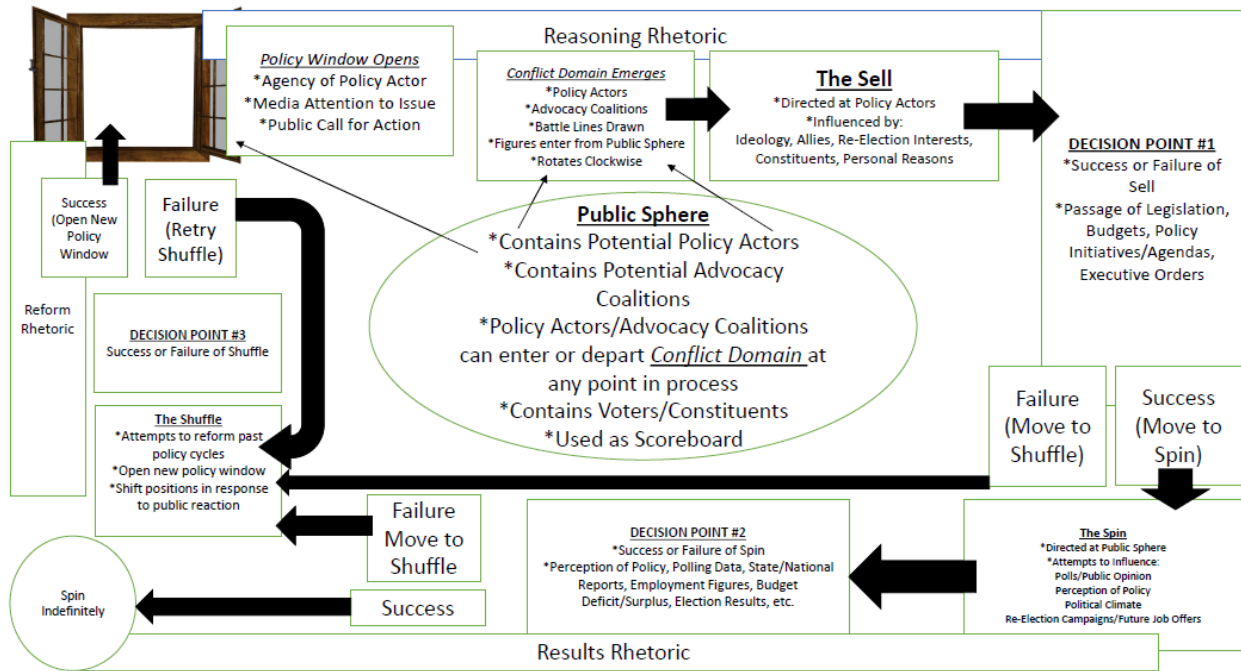 Reasoning Rhetoric
Policy Window Opens
*Agency of Policy Actor
*Media Attention to Issue
*Public Call for Action
Conflict Domain Emerges
*Policy Actors
*Advocacy Coalitions
*Battle Lines Drawn
*Figures enter from Public Sphere
*Rotates Clockwise
The Sell
*Directed at Policy Actors
*Influenced by:
Ideology, Allies, Re-Election Interests,
Constituents, Personal Reasons
DECISION POINT #1
*Success or Failure of
Sell
*Passage of Legislation,
Budgets, Policy
Initiatives/Agendas,
Executive Orders
Success
(Open New
Policy
Window
Failure
(Retry
Shuffle)
Reform
Rhetoric
DECISION POINT #3
Success or Failure of Shuffle
Public Sphere
*Contains Potential Policy Actors
*Contains Potential Advocacy
Coalitions
*Policy Actors/Advocacy Coalitions
can enter or depart Conflict Domain at
any point in process
*Contains Voters/Constituents
*Used as Scoreboard
Failure
(Move to
Shuffle)
Success
(Move to
Spin)
The Shuffle
*Attempts to reform past
policy cycles
*Open new policy window
*Shift positions in response
to public reaction
Failure
Move to
Shuffle
DECISION POINT #2
*Success or Failure of Spin
*Perception of Policy, Polling Data, State/National
Reports, Employment Figures, Budget
Deficit/Surplus, Election Results, etc.
The Spin
*Directed at Public Sphere
*Attempts to Influence:
Polls/Public Opinion
Perception of Policy
Political Climate
Re-Election Campaigns/Future Job Offers
Spin
Indefinitely
Success
Results Rhetoric